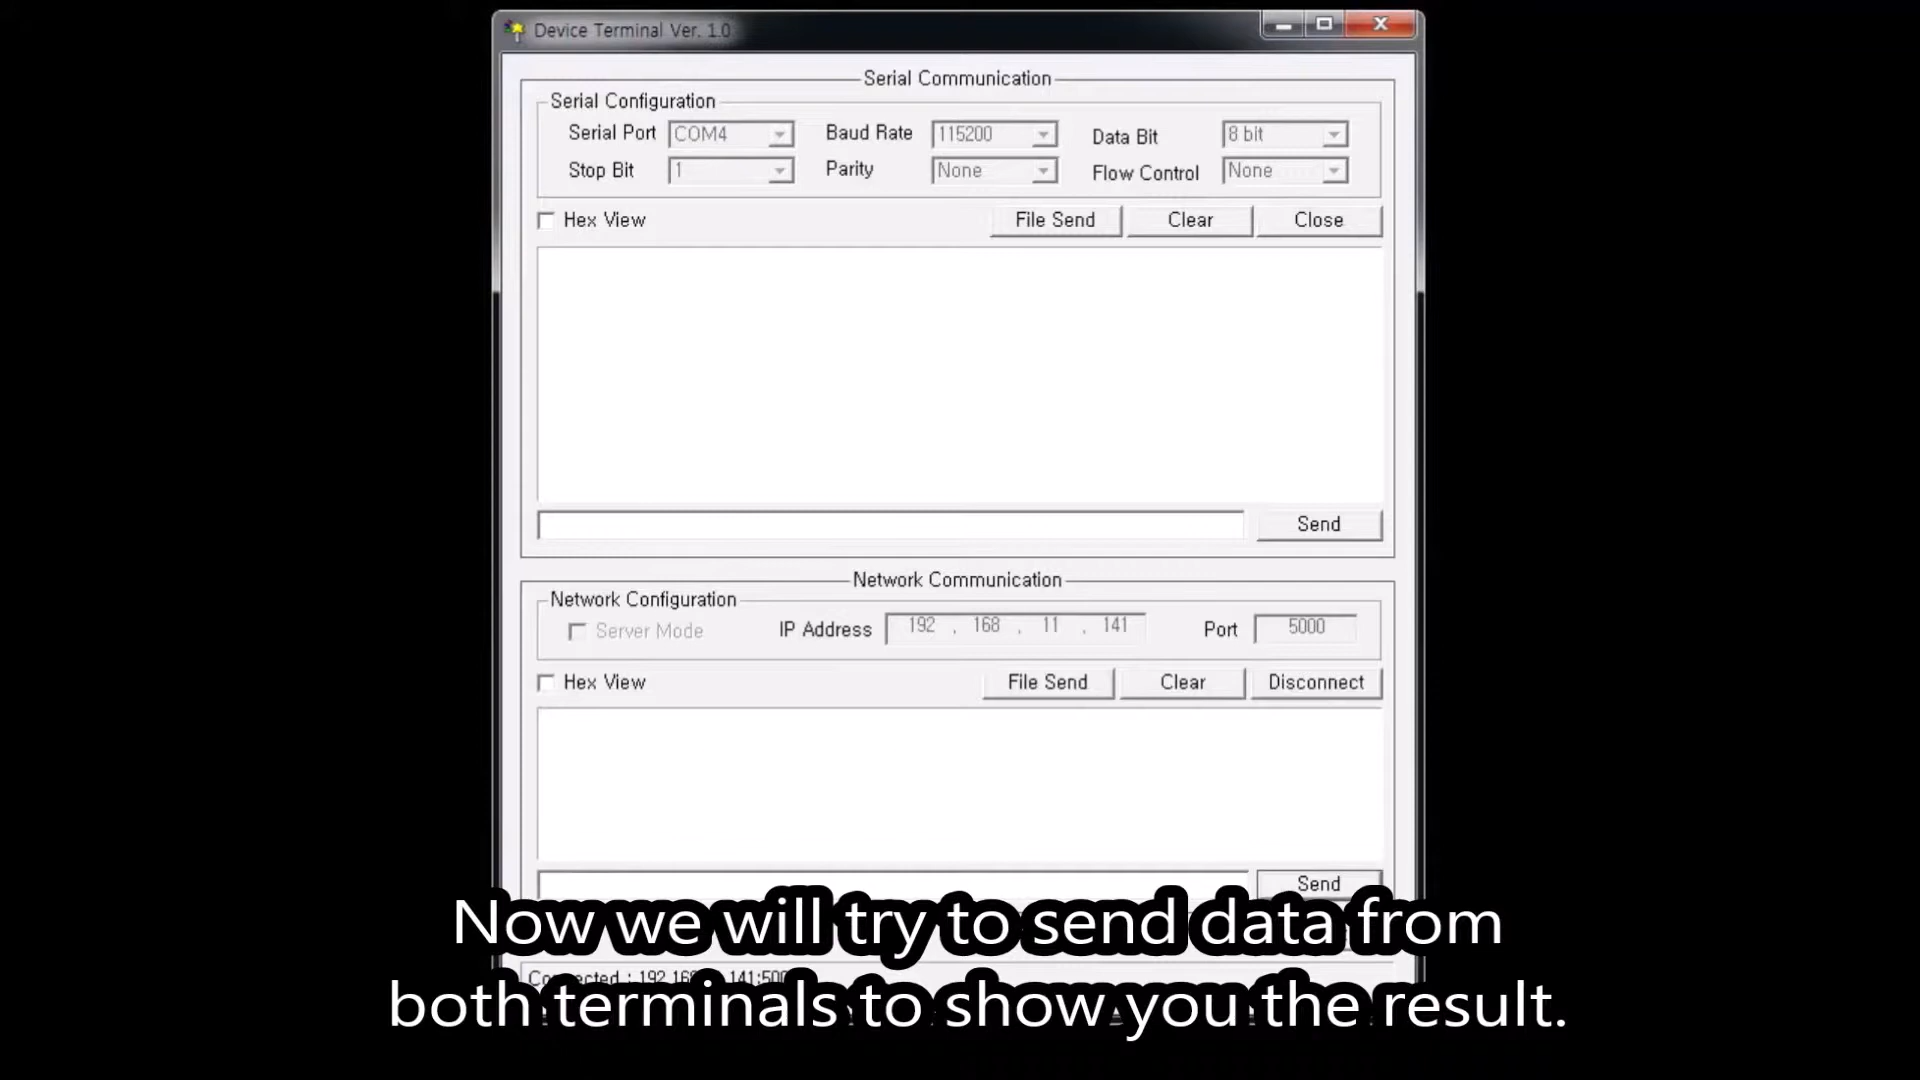 Device Terminal Ver. 1.0
Serial Communication
Serial Configuration
Serial Port COM4 Baud Rate 115200 Data Bit 8 bit
Stop Bit 1 Parity None Flow Control None
Hex View File Send Clear Close
Send
Network Communication
Network Configuration
Server Mode IP Address 192 . 168 . 11 . 141 Port 5000
Hex View File Send Clear Disconnect
Send
Now we will try to send data from
both terminals to show you the result.